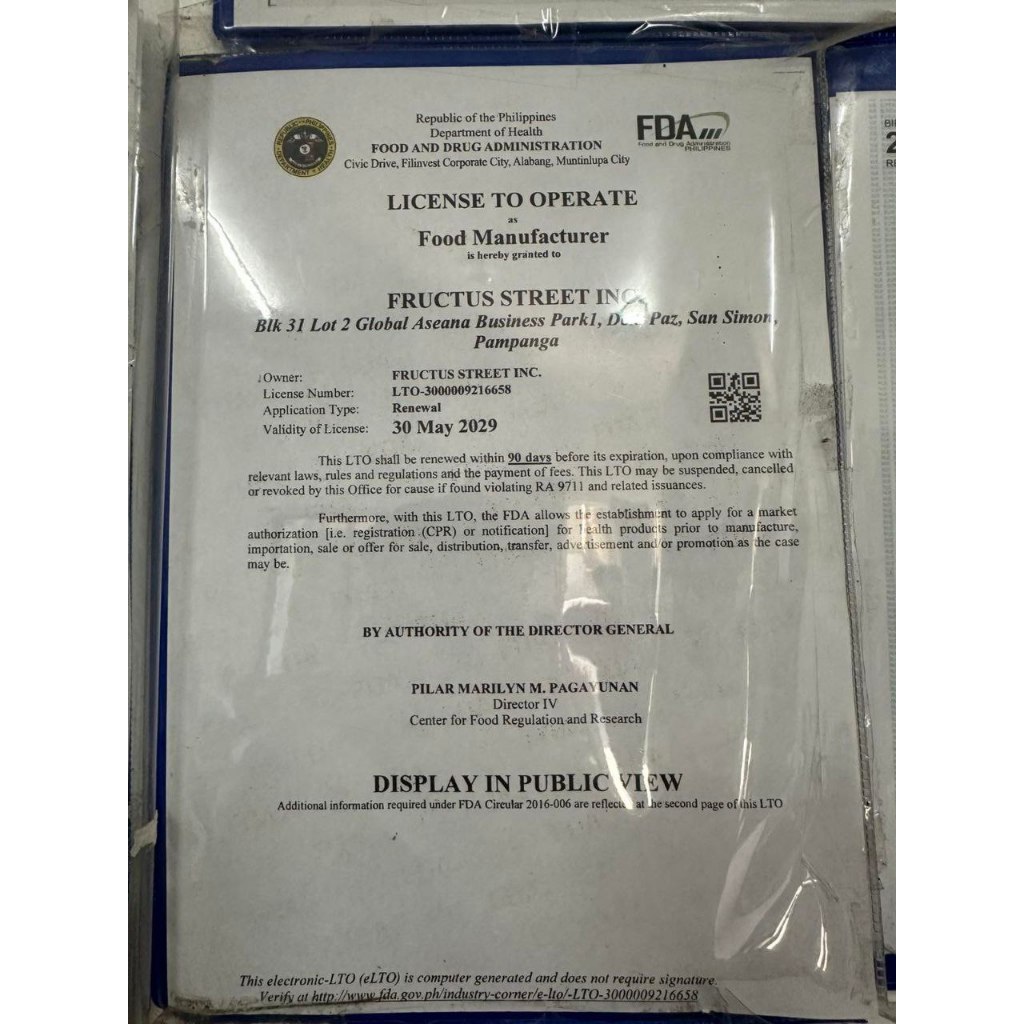 Republic of the Philippines
Department of Health
FOOD AND DRUG ADMINISTRATION
Civic Drive, Filinvest Corporate City, Alabang, Muntinlupa City
FDA
Food and Drug Administration
PHILIPPINES
LICENSE TO OPERATE
as
Food Manufacturer
is hereby granted to
FRUCTUS STREET INC.
Blk 31 Lot 2 Global Aseana Business Park1, Paz, San Simon,
Pampanga
Owner: FRUCTUS STREET INC.
License Number: LTO-3000009216658
Application Type: Renewal
Validity of License: 30 May 2029
This LTO shall be renewed within 90 days before its expiration, upon compliance with
relevant laws, rules and regulations and the payment of fees. This LTO may be suspended, cancelled
or revoked by this Office for cause if found violating RA 9711 and related issuances.
Furthermore, with this LTO, the FDA allows the establishment to apply for a market
authorization [i.e. registration (CPR) or notification] for health products prior to manufacture,
importation, sale or offer for sale, distribution, transfer, advertisement and/or promotion as the case
may be.
BY AUTHORITY OF THE DIRECTOR GENERAL
PILAR MARILYN M. PAGAYUNAN
Director IV
Center for Food Regulation and Research
DISPLAY IN PUBLIC VIEW
Additional information required under FDA Circular 2016-006 are reflected at the second page of this LTO
This electronic-LTO (eLTO) is computer generated and does not require signature.
Verify at http://www.fda.gov.ph/industry-corner/e-lto/-LTO-3000009216658